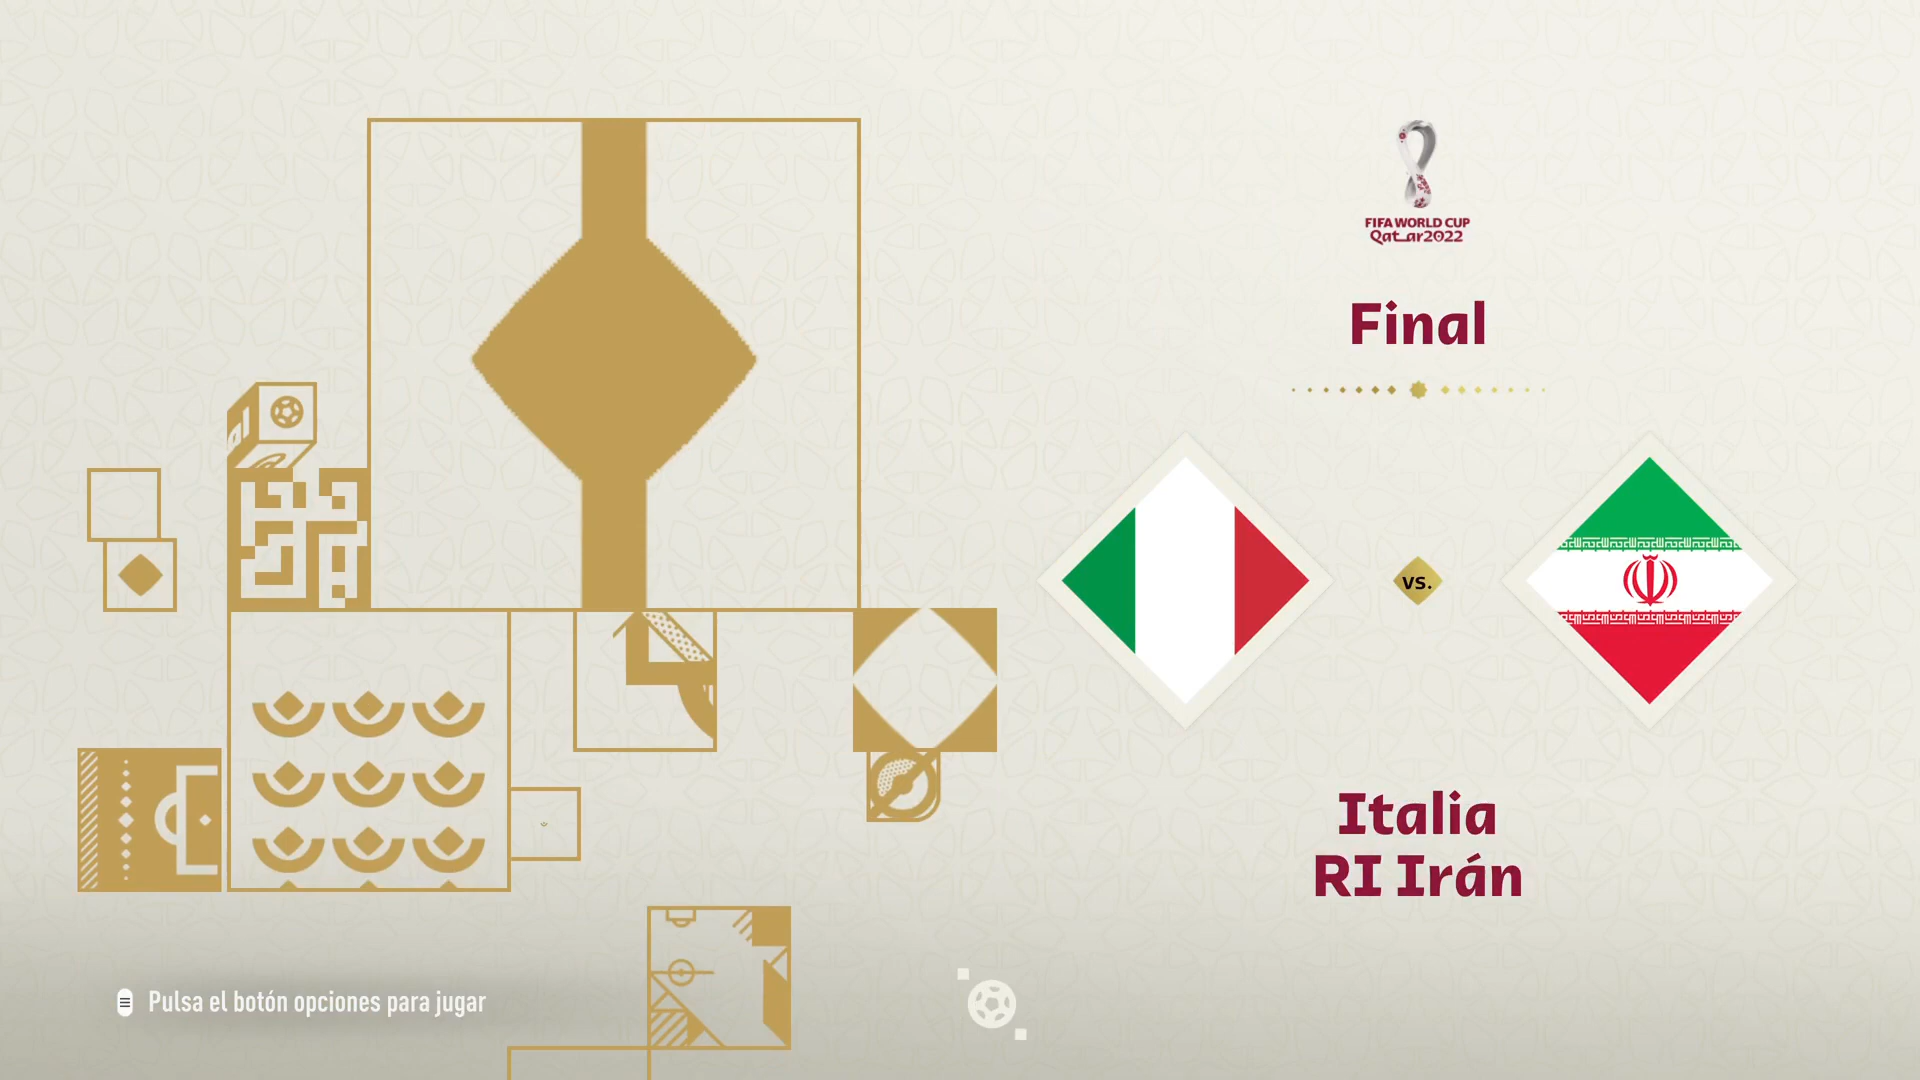 FIFA WORLD CUP
Qatar2022
Final
VS.
Italia
RI Irán
Pulsa el botón opciones para jugar